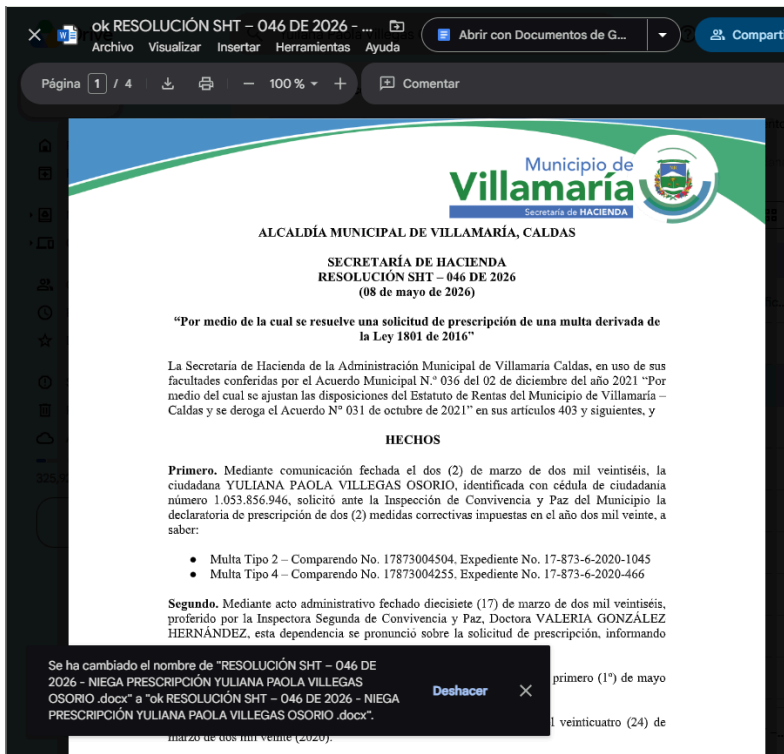 ok RESOLUCIÓN SHT – 046 DE 2026 - ...
Archivo Visualizar Insertar Herramientas Ayuda
Abrir con Documentos de G...
Comparti
Página 1 / 4
100 %
Comentar
Municipio de
Villamaría
Secretaría de HACIENDA
ALCALDÍA MUNICIPAL DE VILLAMARÍA, CALDAS
SECRETARÍA DE HACIENDA
RESOLUCIÓN SHT – 046 DE 2026
(08 de mayo de 2026)
“Por medio de la cual se resuelve una solicitud de prescripción de una multa derivada de
la Ley 1801 de 2016”
La Secretaría de Hacienda de la Administración Municipal de Villamaría Caldas, en uso de sus
facultades conferidas por el Acuerdo Municipal N.º 036 del 02 de diciembre del año 2021 “Por
medio del cual se ajustan las disposiciones del Estatuto de Rentas del Municipio de Villamaría –
Caldas y se deroga el Acuerdo N° 031 de octubre de 2021” en sus artículos 403 y siguientes, y
HECHOS
Primero. Mediante comunicación fechada el dos (2) de marzo de dos mil veintiséis, la
ciudadana YULIANA PAOLA VILLEGAS OSORIO, identificada con cédula de ciudadanía
número 1.053.856.946, solicitó ante la Inspección de Convivencia y Paz del Municipio la
declaratoria de prescripción de dos (2) medidas correctivas impuestas en el año dos mil veinte, a
saber:
● Multa Tipo 2 – Comparendo No. 17873004504, Expediente No. 17-873-6-2020-1045
● Multa Tipo 4 – Comparendo No. 17873004255, Expediente No. 17-873-6-2020-466
Segundo. Mediante acto administrativo fechado diecisiete (17) de marzo de dos mil veintiséis,
proferido por la Inspectora Segunda de Convivencia y Paz, Doctora VALERIA GONZÁLEZ
HERNÁNDEZ, esta dependencia se pronunció sobre la solicitud de prescripción, informando
primero (1º) de mayo
veinticuatro (24) de
marzo de dos mil veinte (2020).
Se ha cambiado el nombre de "RESOLUCIÓN SHT – 046 DE
2026 - NIEGA PRESCRIPCIÓN YULIANA PAOLA VILLEGAS
OSORIO .docx" a "ok RESOLUCIÓN SHT – 046 DE 2026 - NIEGA
PRESCRIPCIÓN YULIANA PAOLA VILLEGAS OSORIO .docx".
Deshacer